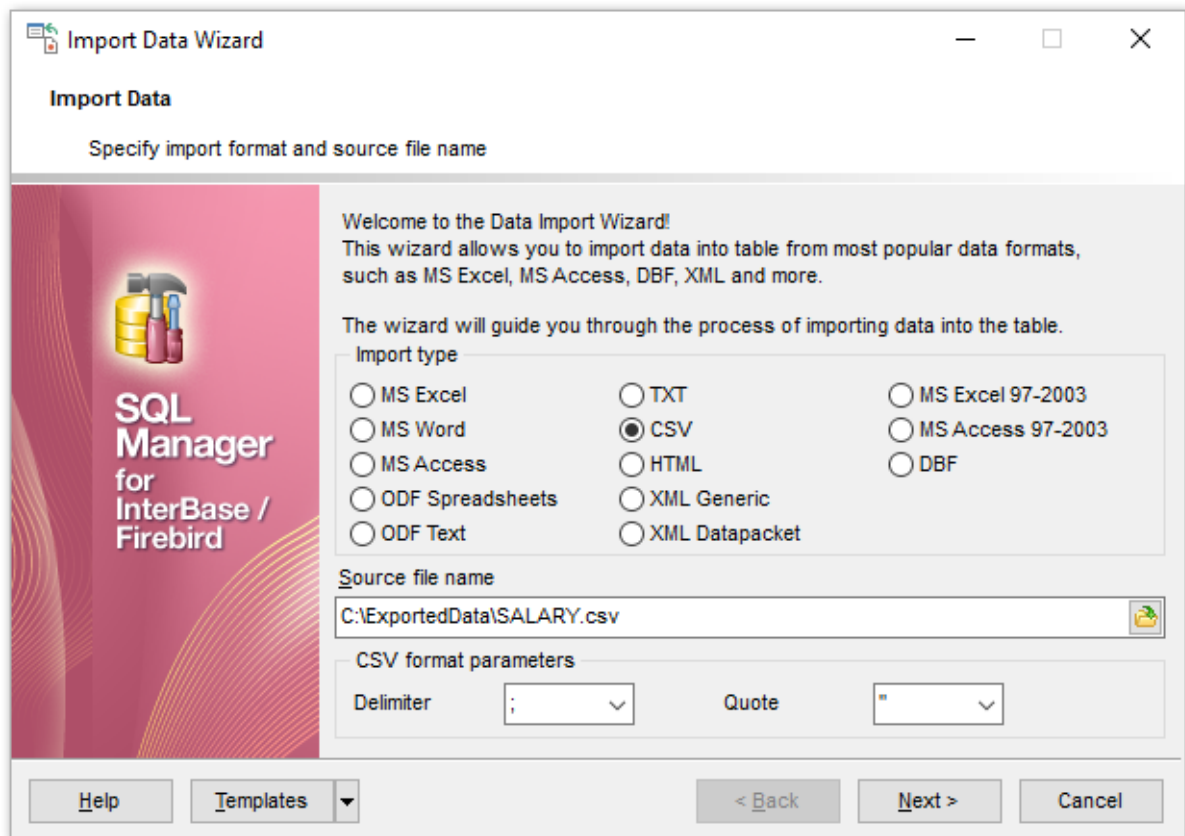 Import Data Wizard
Import Data
Specify import format and source file name
SQL
Manager
for
InterBase /
Firebird
Welcome to the Data Import Wizard!
This wizard allows you to import data into table from most popular data formats,
such as MS Excel, MS Access, DBF, XML and more.
The wizard will guide you through the process of importing data into the table.
Import type
MS Excel TXT MS Excel 97-2003
MS Word CSV MS Access 97-2003
MS Access HTML DBF
ODF Spreadsheets XML Generic
ODF Text XML Datapacket
Source file name
C:\ExportedData\SALARY.csv
CSV format parameters
Delimiter ; Quote "
Help Templates < Back Next > Cancel